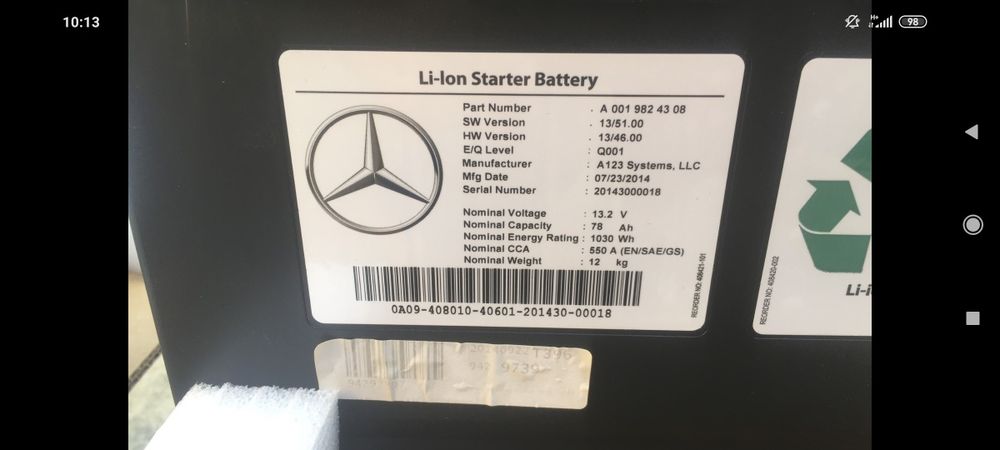 10:13
H+
98
Li-Ion Starter Battery
Part Number : A 001 982 43 08
SW Version : 13/51.00
HW Version : 13/46.00
E/Q Level : Q001
Manufacturer : A123 Systems, LLC
Mfg Date : 07/23/2014
Serial Number : 20143000018
Nominal Voltage : 13.2 V
Nominal Capacity : 78 Ah
Nominal Energy Rating : 1030 Wh
Nominal CCA : 550 A (EN/SAE/GS)
Nominal Weight : 12 kg
0A09-408010-40601-201430-00018
REORDER NO: 408421-101
REORDER NO: 408420-002
Li-i
T396
9739